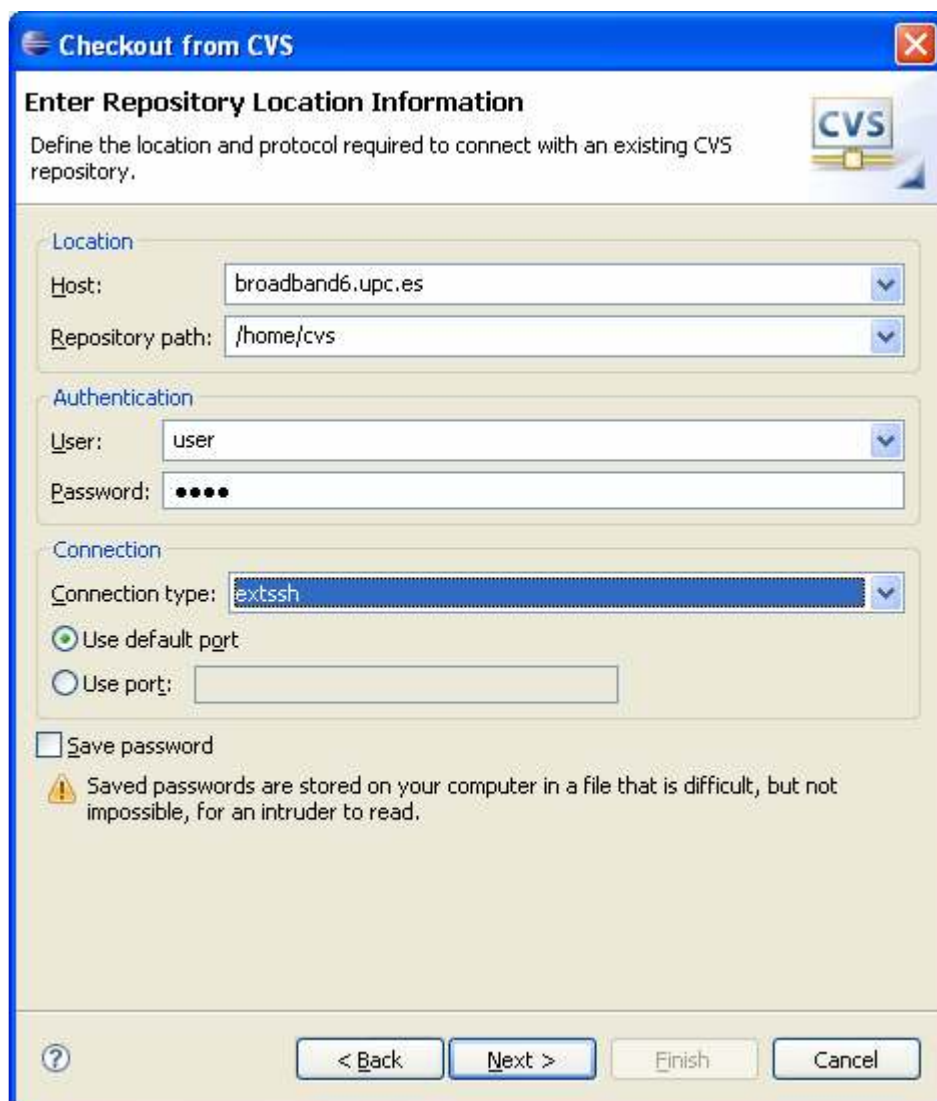 Checkout from CVS
Enter Repository Location Information
CVS
Define the location and protocol required to connect with an existing CVS
repository.
Location
Host: broadband6.upc.es
Repository path: /home/cvs
Authentication
User: user
Password: ●●●●
Connection
Connection type: extssh
Use default port
Use port:
Save password
Saved passwords are stored on your computer in a file that is difficult, but not
impossible, for an intruder to read.
? < Back Next > Finish Cancel